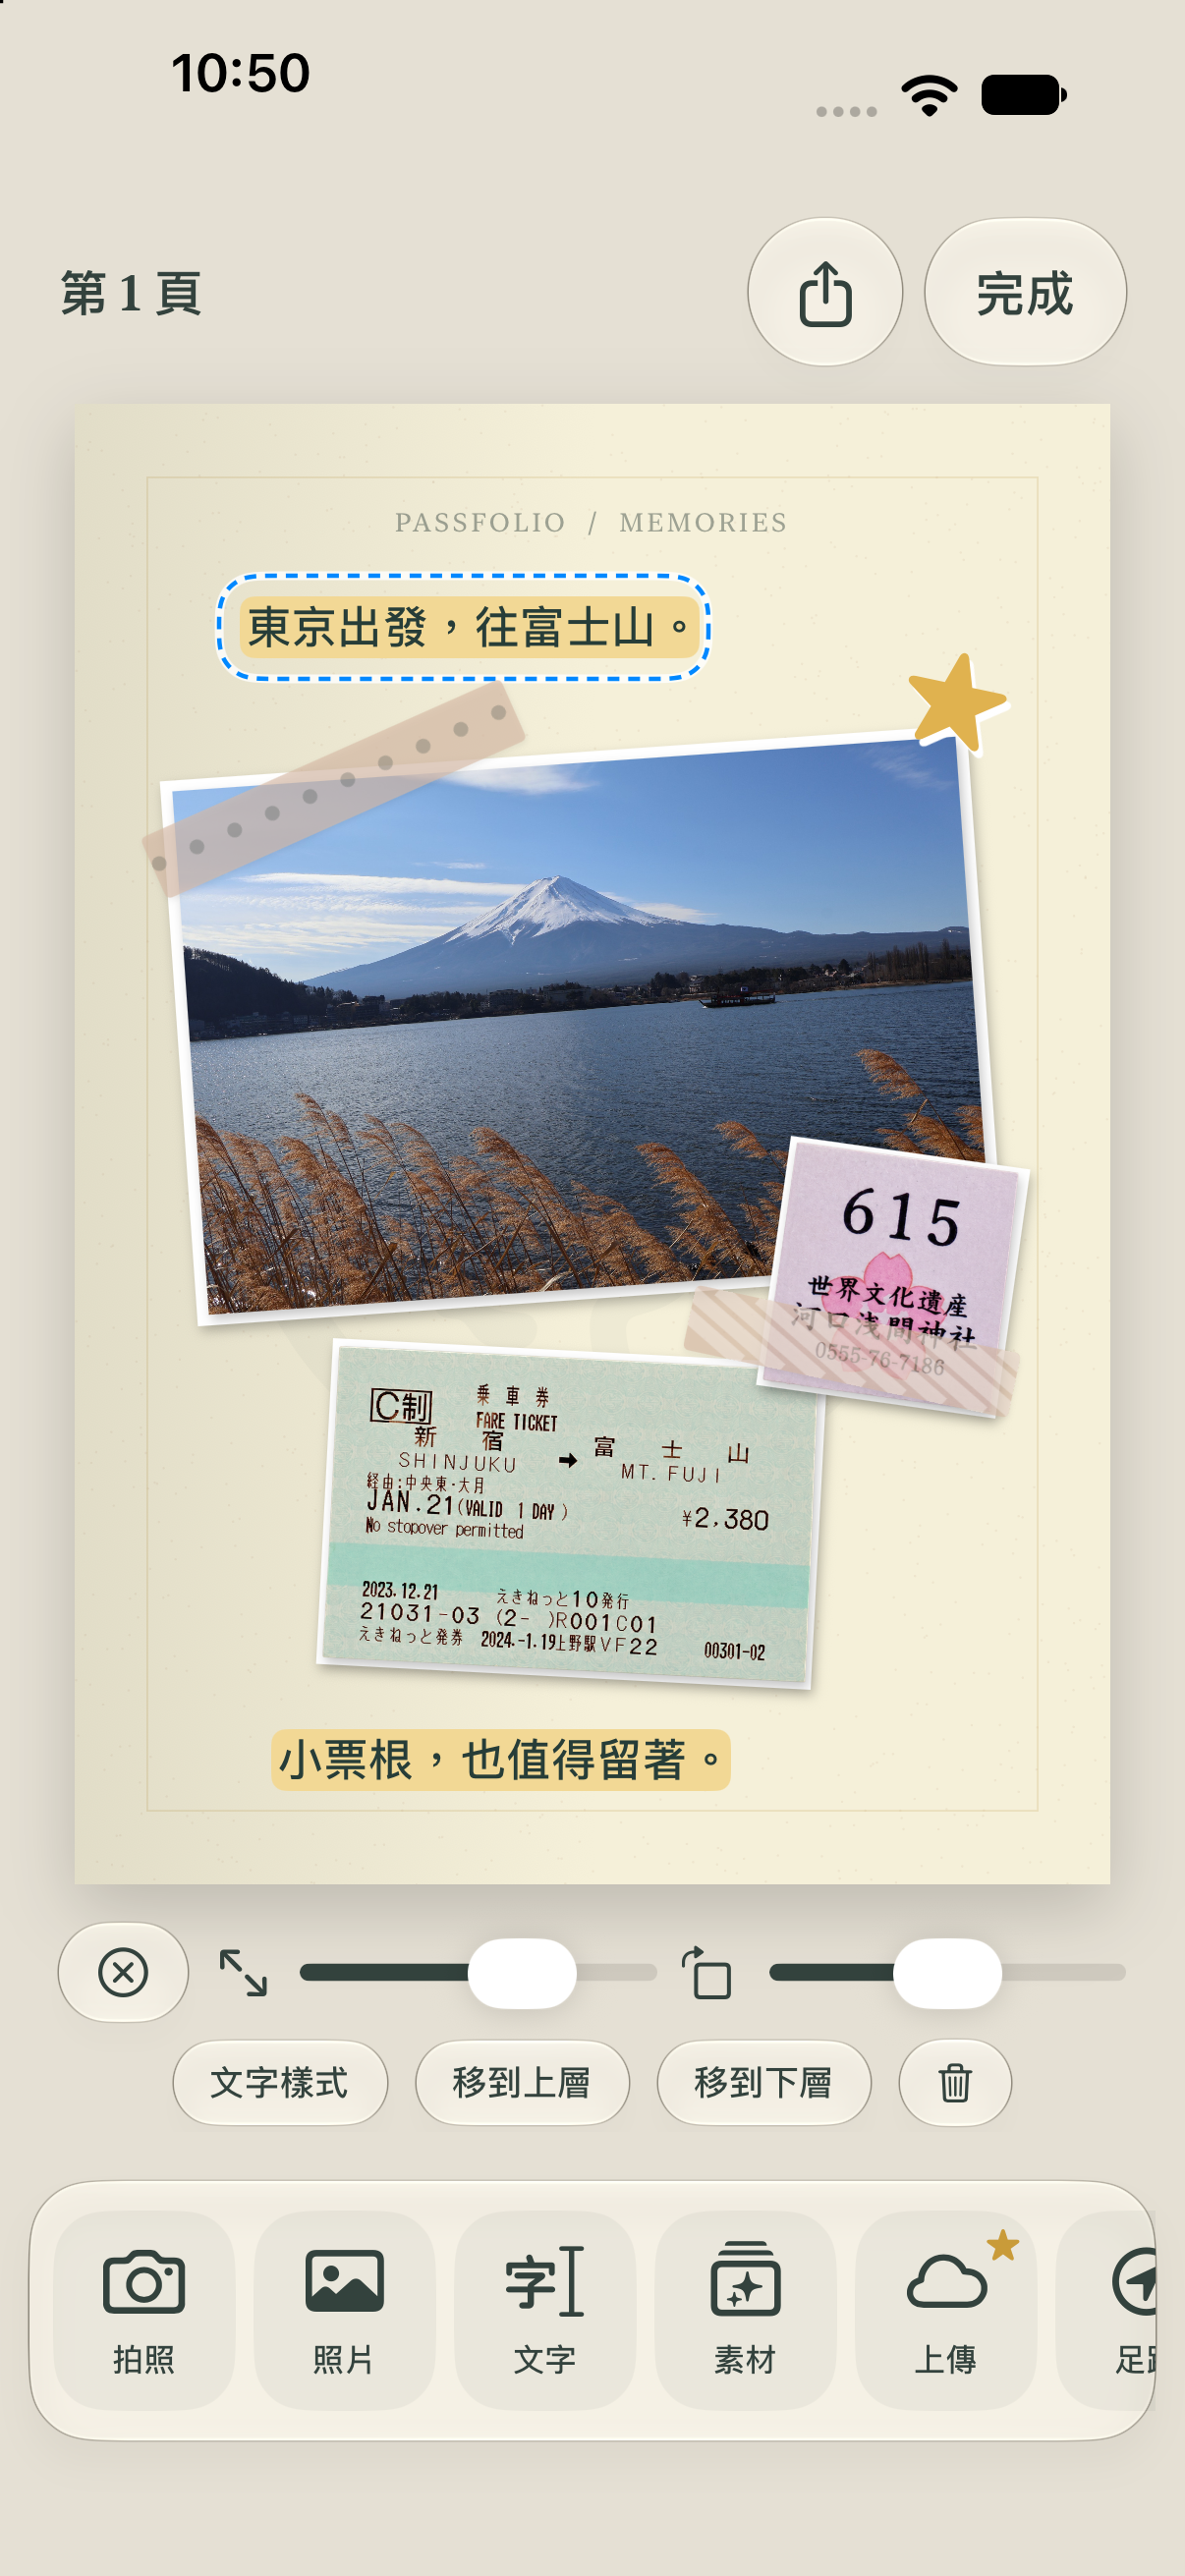 10:50
第 1 頁
完成
PASSFOLIO / MEMORIES
東京出發，往富士山。
615
世界文化遺産
河口浅間神社
0555-76-7186
C制
乗車券
FARE TICKET
新宿 ➡ 富士山
SHINJUKU MT. FUJI
経由:中央東·大月
JAN.21(VALID 1 DAY)
¥2,380
No stopover permitted
2023.12.21 えきねっと10発行
21031-03 (2- )R001C01
えきねっと発券 2024.-1.19上野駅VF22 00301-02
小票根，也值得留著。
文字樣式
移到上層
移到下層
拍照
照片
字
文字
素材
上傳
足